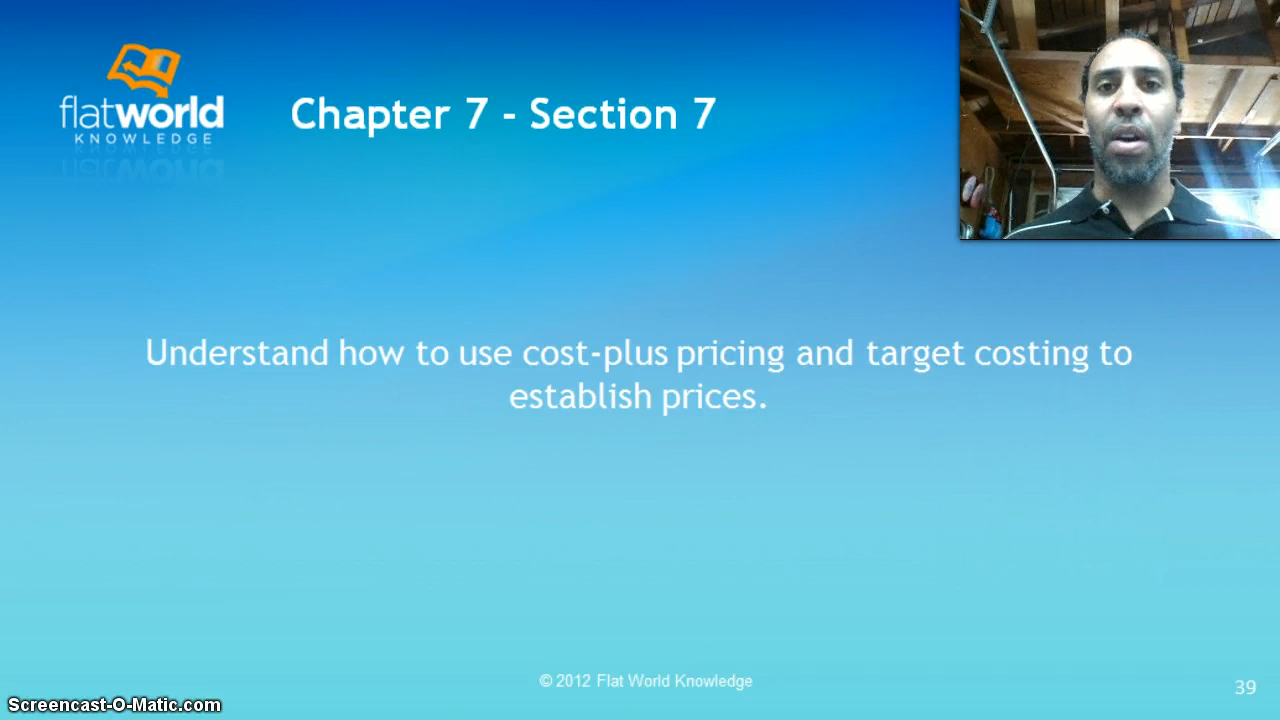 flatworld
KNOWLEDGE
Chapter 7 - Section 7
Understand how to use cost-plus pricing and target costing to
establish prices.
© 2012 Flat World Knowledge
39
Screencast-O-Matic.com